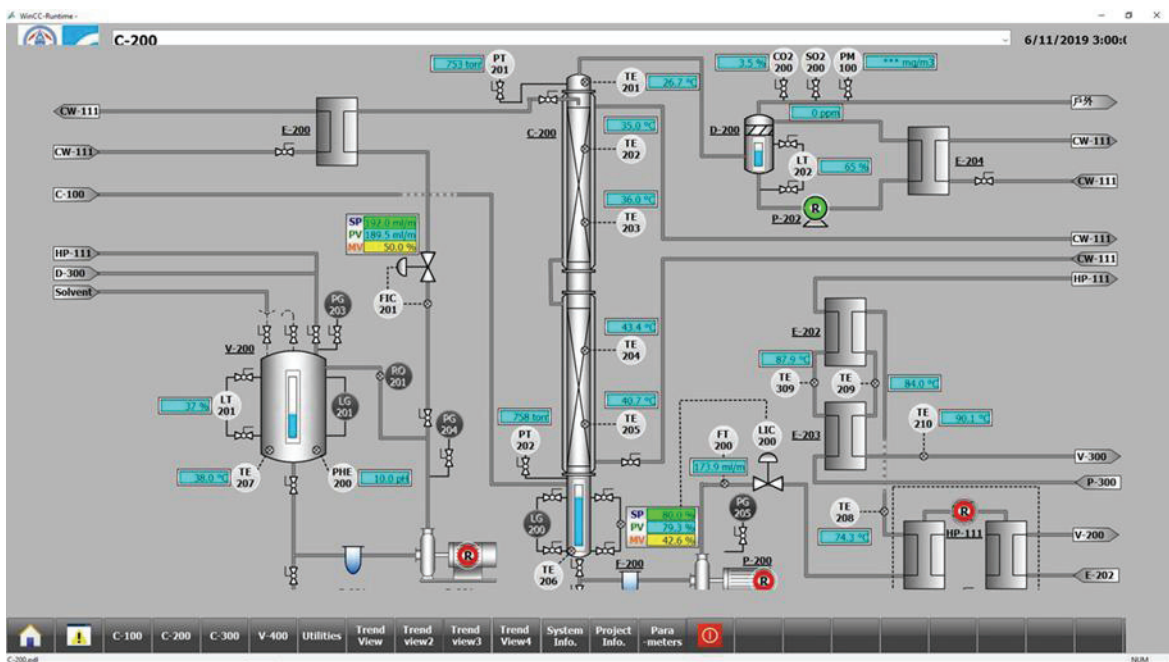 WinCC-Runtime -
C-200
6/11/2019 3:00:0
753 torr
PT
201
TE
201
26.7 °C
3.5 %
CO2
200
SO2
200
PM
100
*** mg/m3
CW-111
E-200
C-200
35.0 °C
0 ppm
户外
D-200
CW-111
CW-111
TE
202
LT
202
65 %
E-204
CW-111
C-100
SP 192.0 ml/m
PV 189.5 ml/m
MV 50.0 %
36.0 °C
TE
203
R
P-202
CW-111
HP-111
CW-111
D-300
HP-111
Solvent
PG
203
FIC
201
V-200
43.4 °C
TE
204
E-202
87.9 °C
TE
309
TE
209
84.0 °C
RO
201
37 %
LT
201
LG
201
40.7 °C
TE
205
PG
204
758 torr
PT
202
FT
200
LIC
200
E-203
TE
210
90.1 °C
V-300
38.0 °C
TE
207
PHE
200
10.0 pH
173.9 ml/m
P-300
LG
200
SP 80.0 %
PV 79.3 %
MV 42.6 %
PG
205
TE
208
74.3 °C
R
HP-111
V-200
R
TE
206
F-200
P-200
R
E-202
C-100
C-200
C-300
V-400
Utilities
Trend
View
Trend
view2
Trend
view3
Trend
View4
System
Info.
Project
Info.
Para
-meters
C-200.pdl
NUM